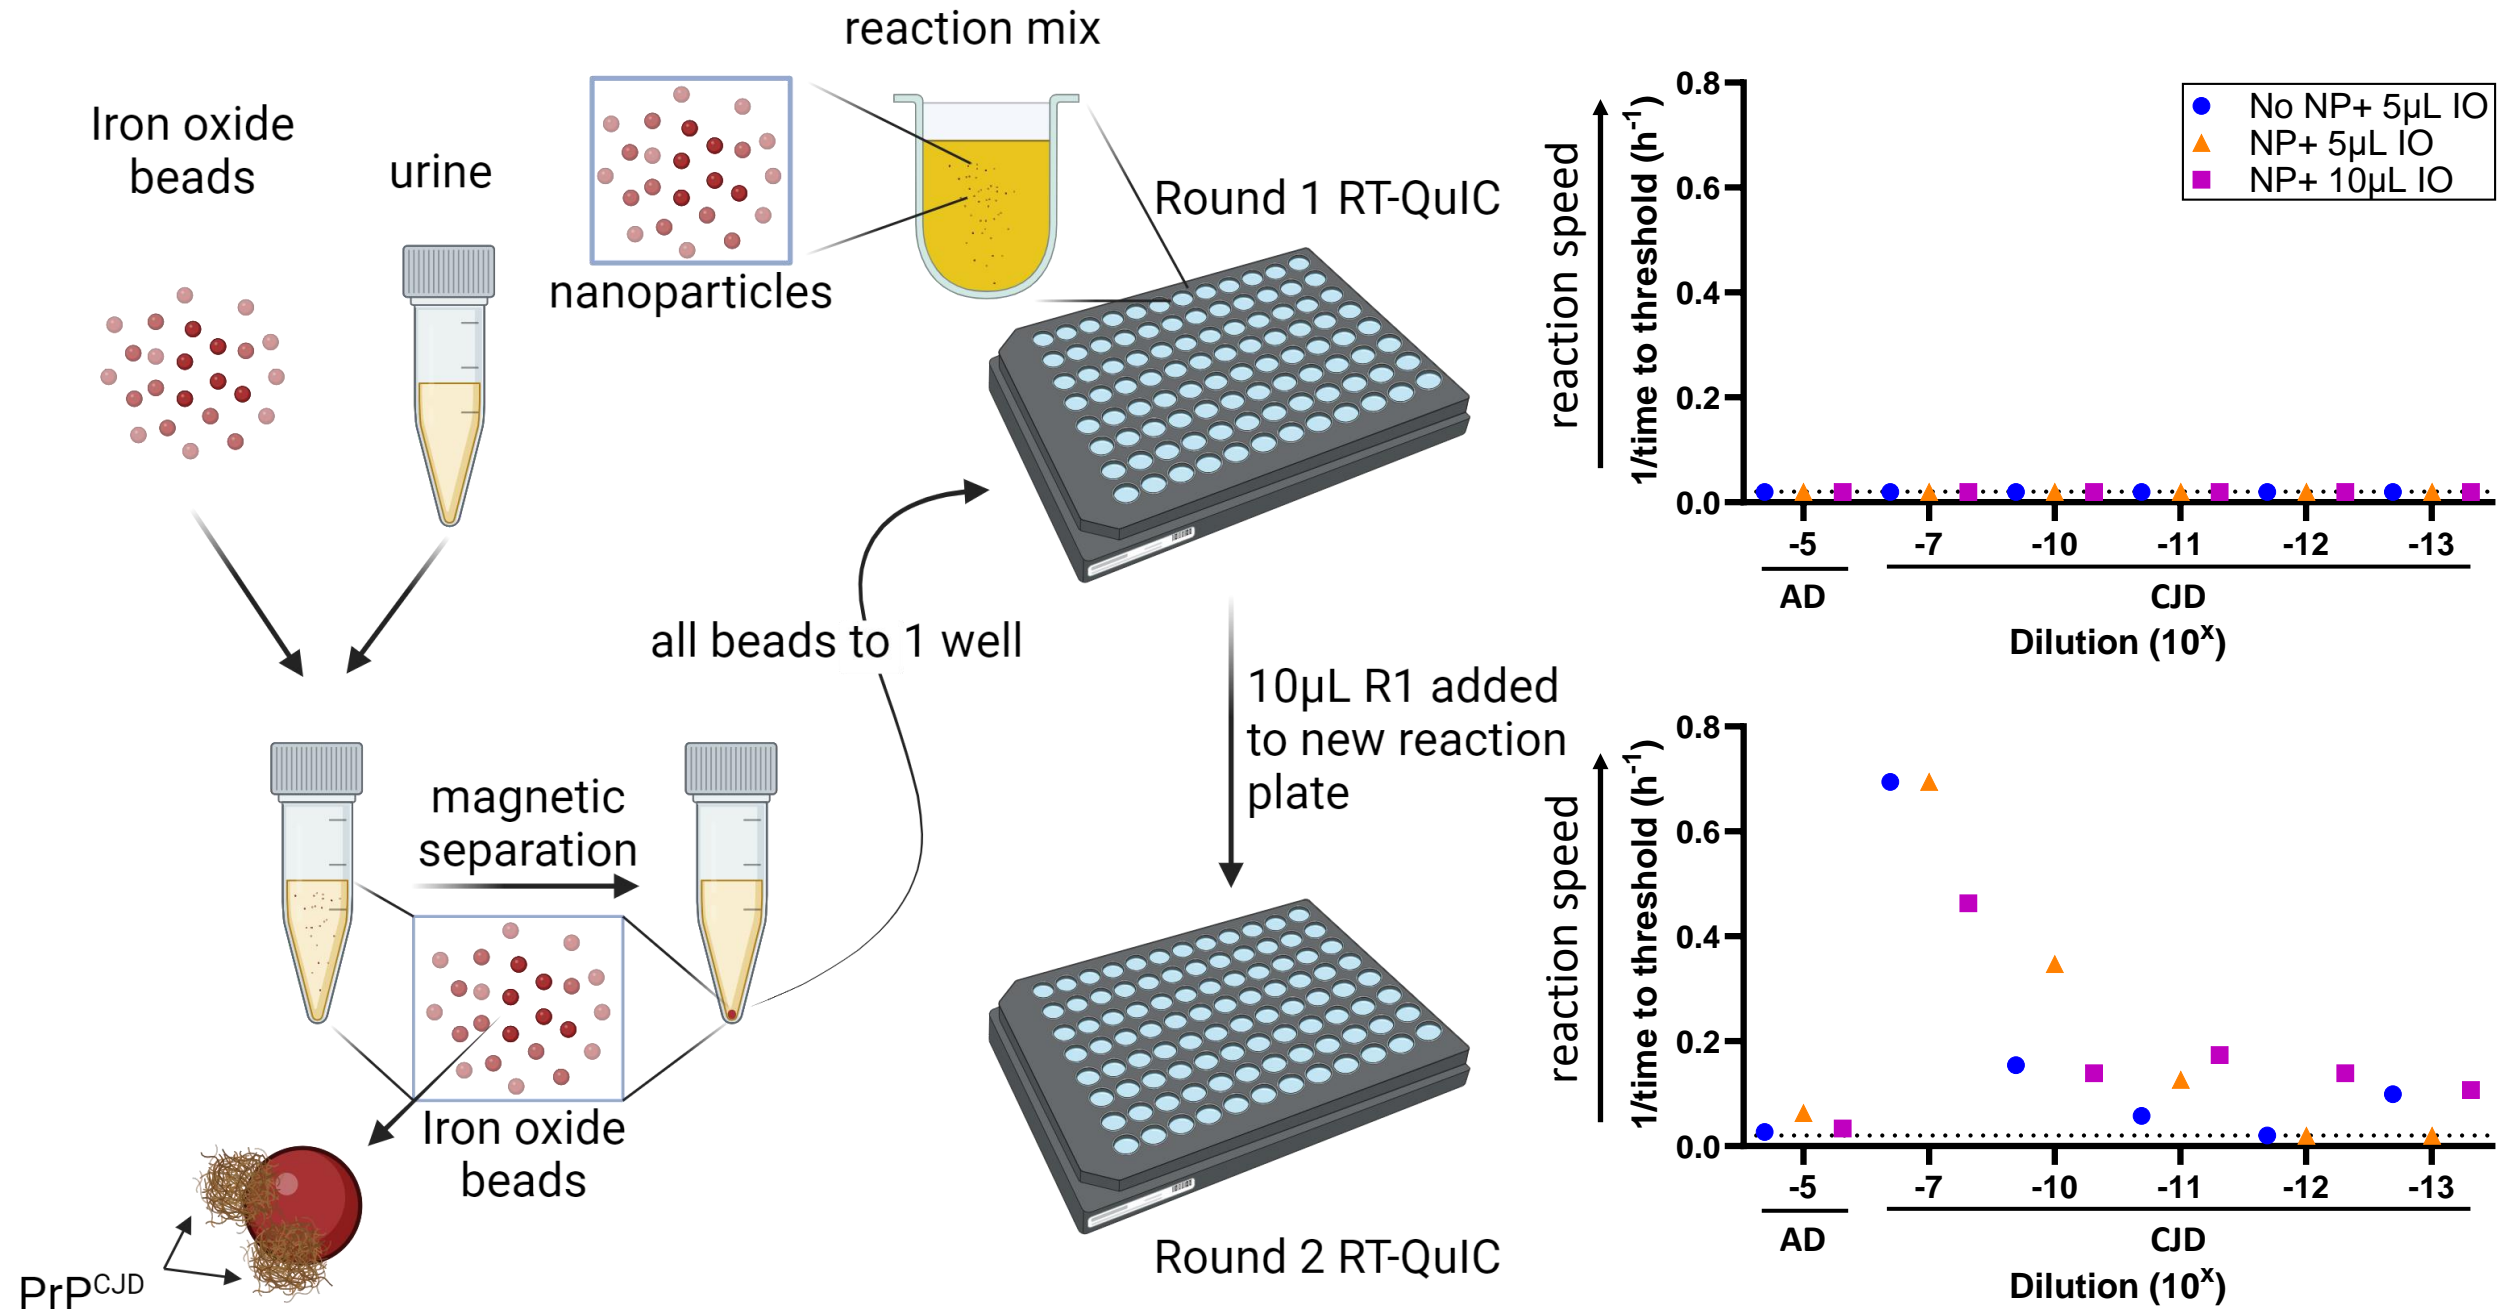 Iron oxide
beads
urine
reaction mix
nanoparticles
Round 1 RT-QuIC
all beads to 1 well
magnetic
separation
Iron oxide
beads
PrP^CJD
10µL R1 added
to new reaction
plate
Round 2 RT-QuIC
reaction speed
1/time to threshold (h^-1)
0.8
0.6
0.4
0.2
0.0
No NP+ 5µL IO
NP+ 5µL IO
NP+ 10µL IO
-5 -7 -10 -11 -12 -13
AD CJD
Dilution (10^x)
reaction speed
1/time to threshold (h^-1)
0.8
0.6
0.4
0.2
0.0
-5 -7 -10 -11 -12 -13
AD CJD
Dilution (10^x)